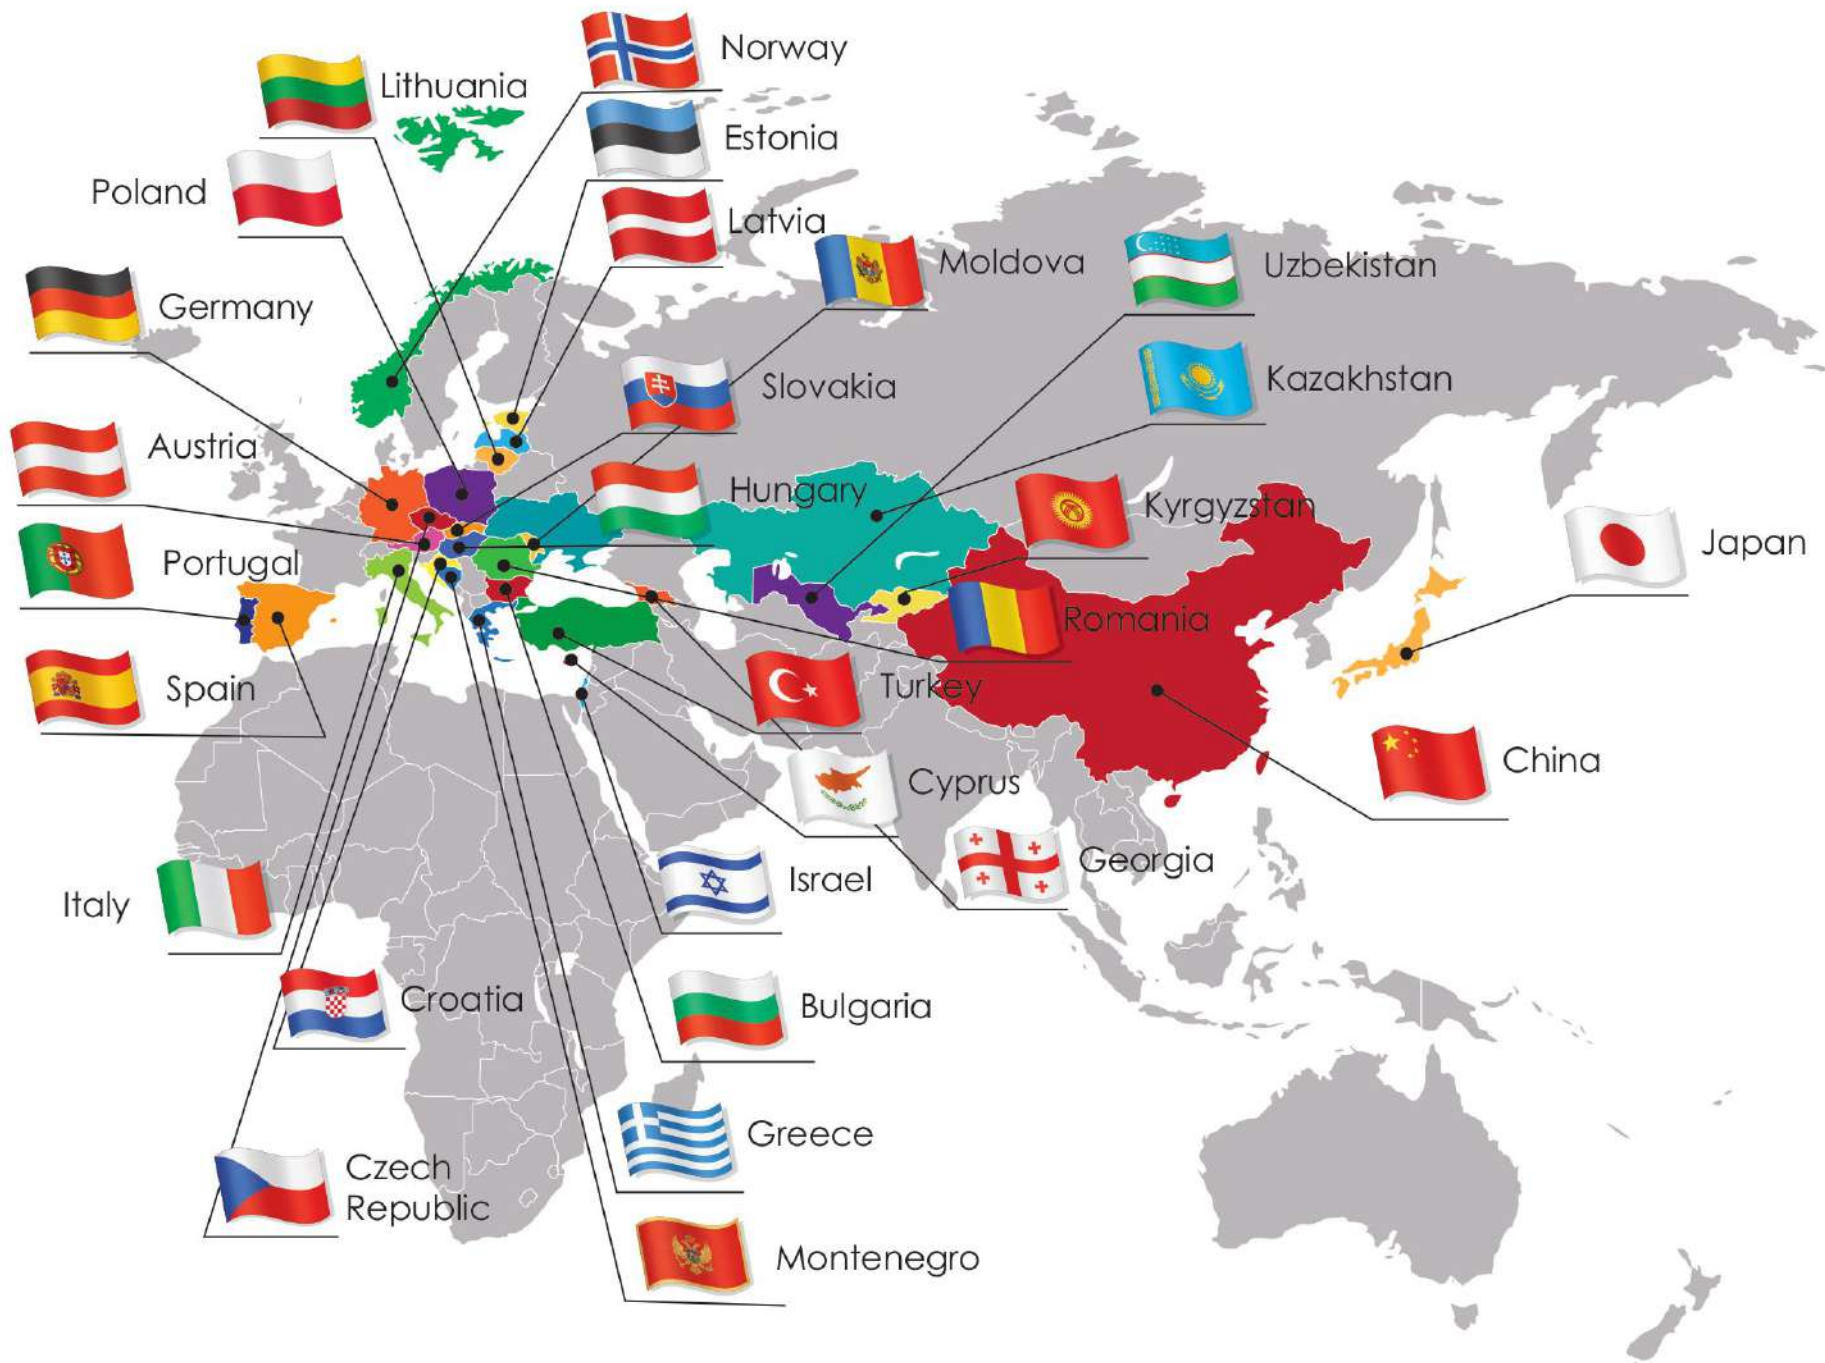 Norway
Lithuania
Estonia
Poland
Latvia
Moldova
Uzbekistan
Germany
Slovakia
Kazakhstan
Austria
Hungary
Kyrgyzstan
Japan
Portugal
Romania
Spain
Turkey
China
Cyprus
Georgia
Israel
Italy
Croatia
Bulgaria
Greece
Czech
Republic
Montenegro